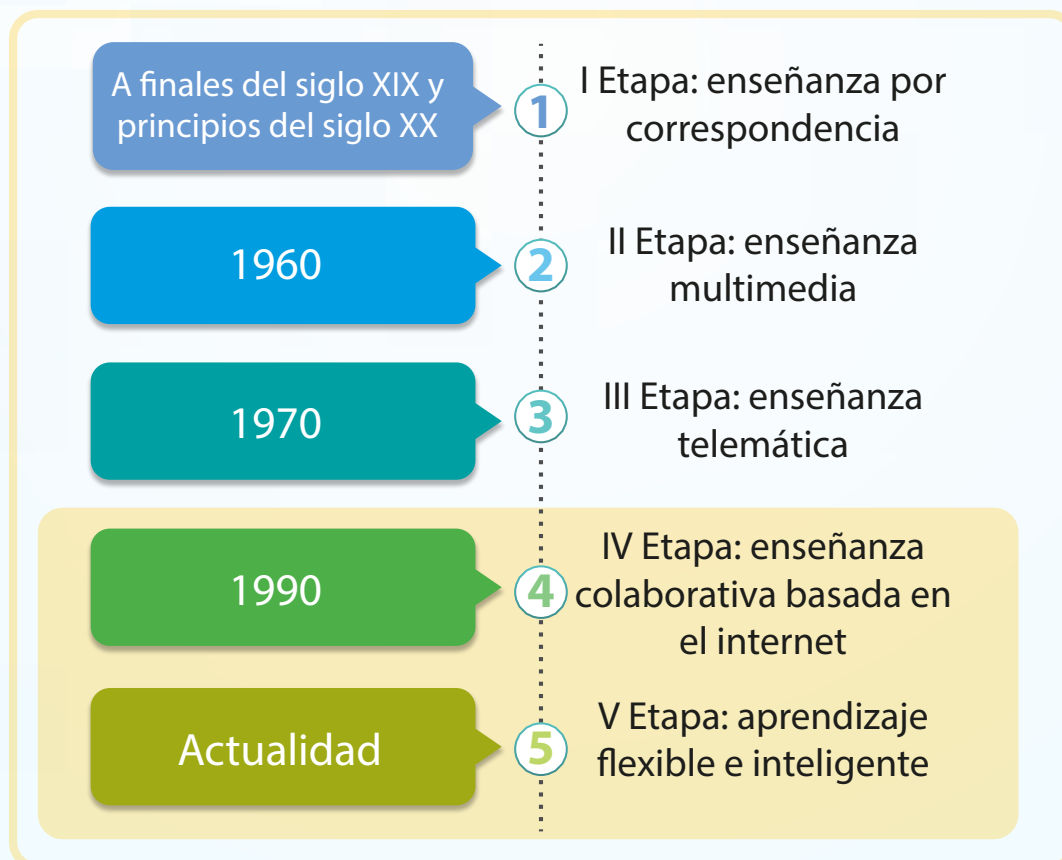 A finales del siglo XIX y
principios del siglo XX
1
I Etapa: enseñanza por
correspondencia
1960
2
II Etapa: enseñanza
multimedia
1970
3
III Etapa: enseñanza
telemática
1990
4
IV Etapa: enseñanza
colaborativa basada en
el internet
Actualidad
5
V Etapa: aprendizaje
flexible e inteligente